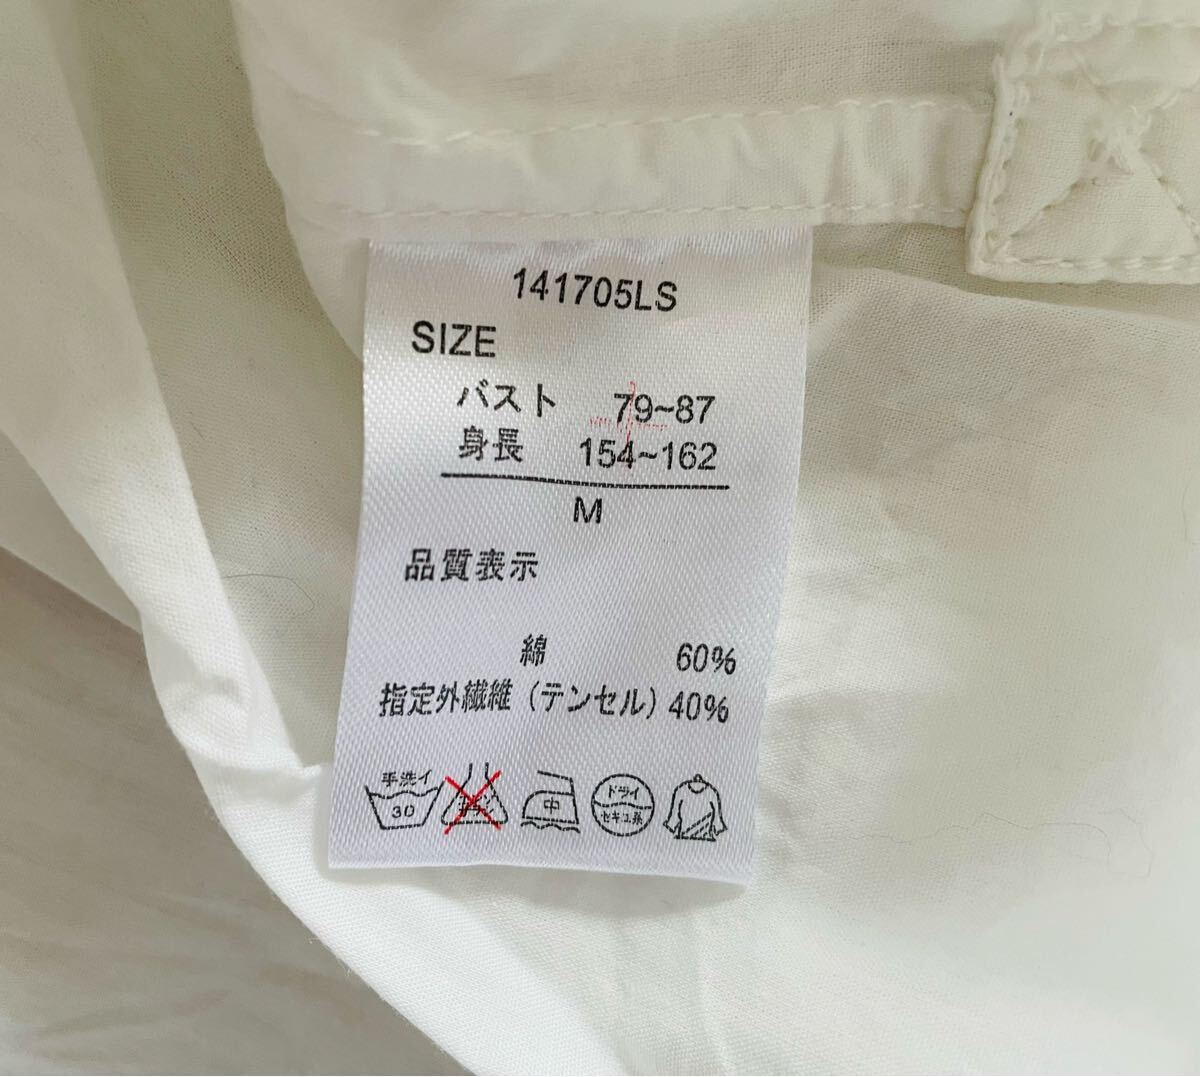 141705LS
SIZE
バスト 79~87
身長 154~162
M
品質表示
綿 60%
指定外繊維（テンセル）40%
手洗イ
30
中
ドライ
セキユ系